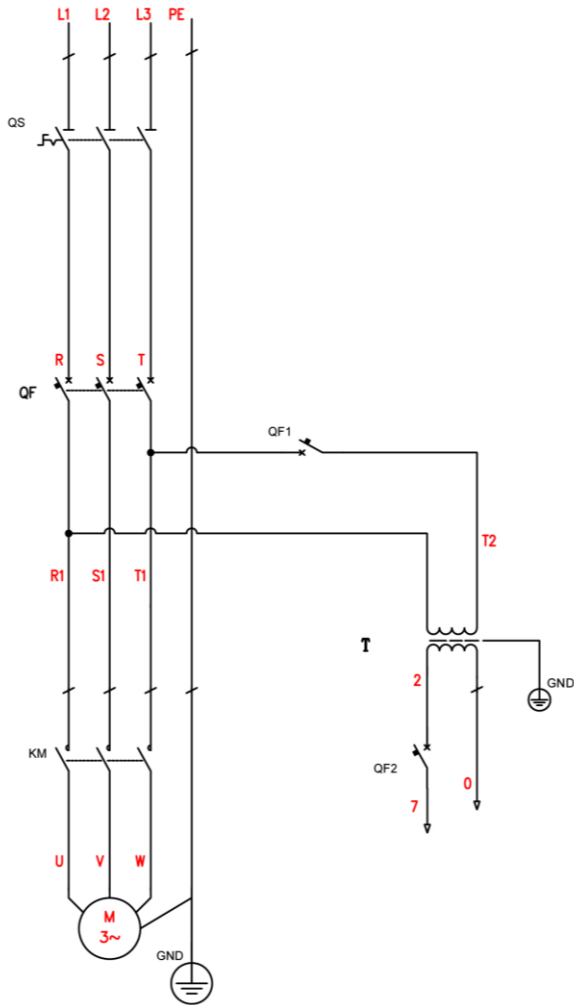 L1 L2 L3 PE
QS
R S T
QF
QF1
T2
R1 S1 T1
T
2
GND
KM
QF2
0
7
U V W
M
3~
GND